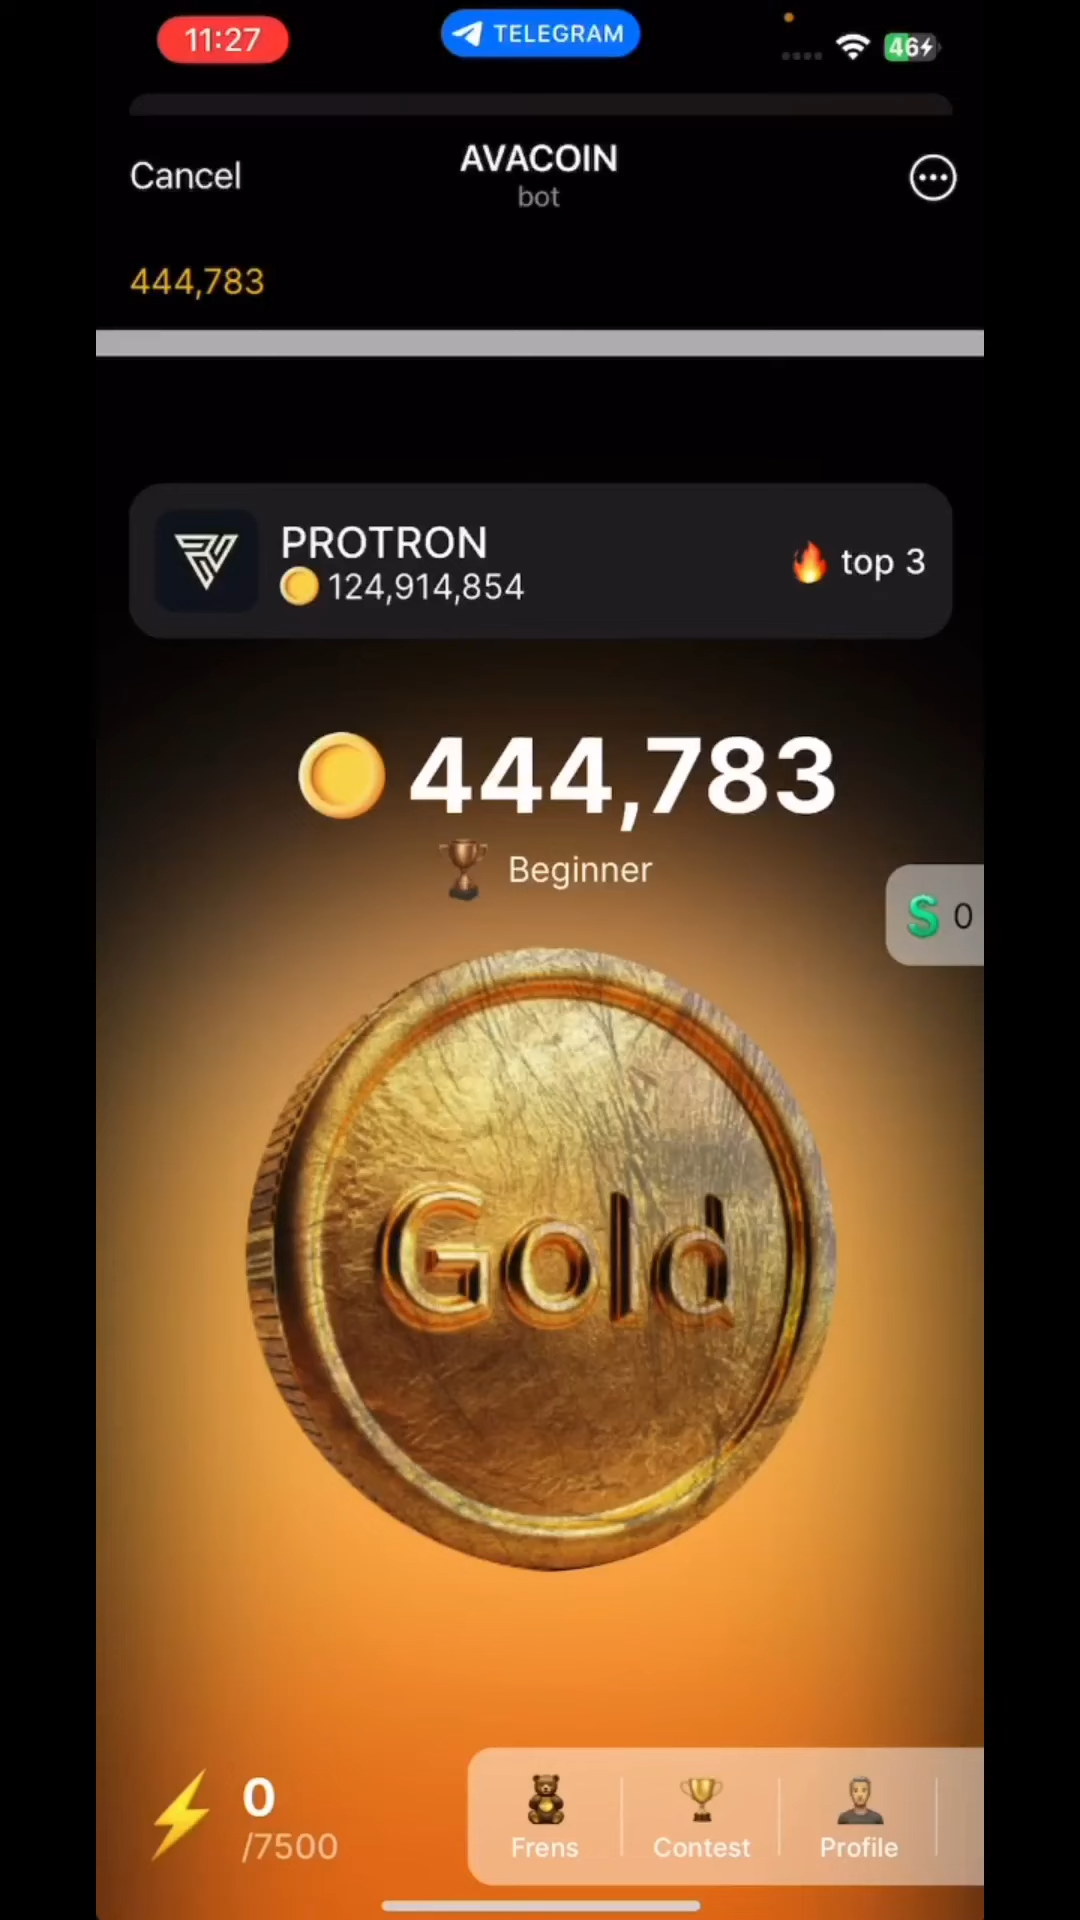 11:27
TELEGRAM
46
Cancel
AVACOIN
bot
444,783
PROTRON
124,914,854
top 3
444,783
Beginner
0
Gold
0
/7500
Frens
Contest
Profile